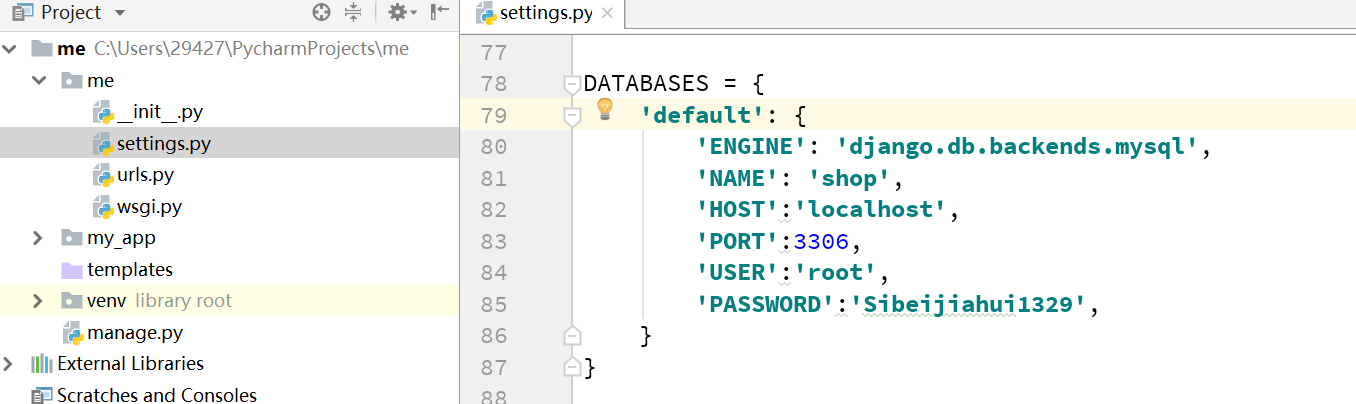 Project
me C:\Users\29427\PycharmProjects\me
me
__init__.py
settings.py
urls.py
wsgi.py
my_app
templates
venv library root
manage.py
External Libraries
Scratches and Consoles
settings.py
77
78 DATABASES = {
79 'default': {
80 'ENGINE': 'django.db.backends.mysql',
81 'NAME': 'shop',
82 'HOST':'localhost',
83 'PORT':3306,
84 'USER':'root',
85 'PASSWORD':'Sibeijiahui1329',
86 }
87 }
88